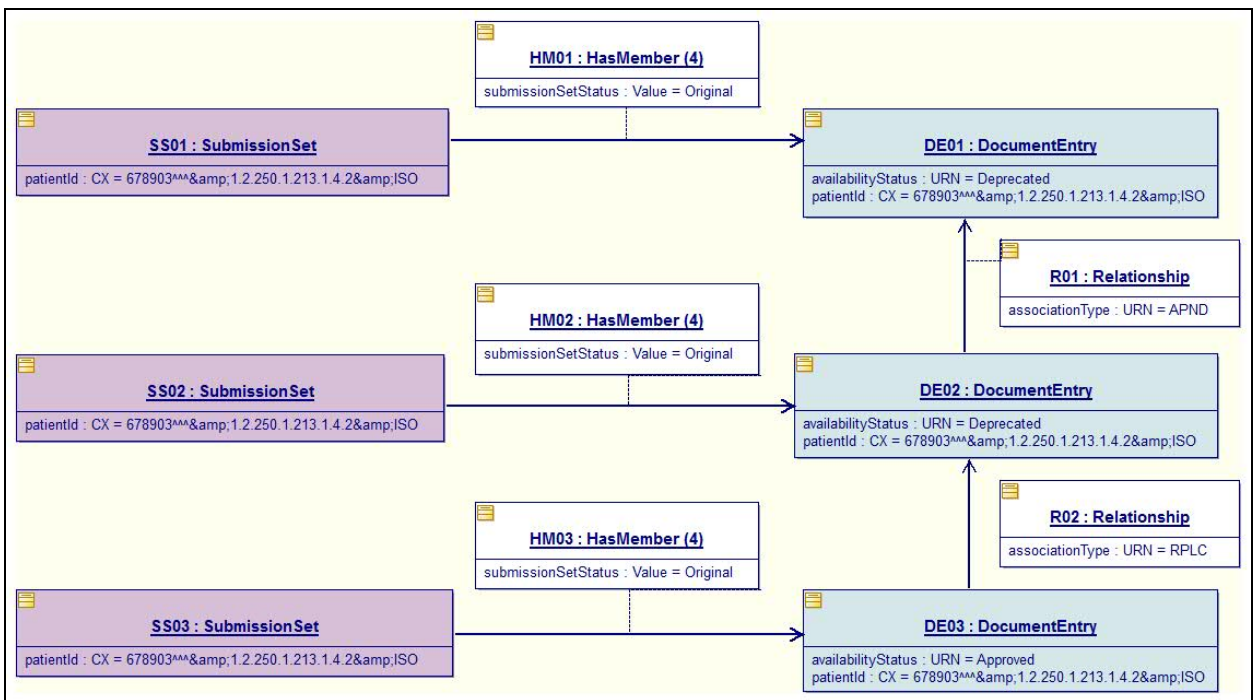 HM01 : HasMember (4)
submissionSetStatus : Value = Original
SS01 : SubmissionSet
patientId : CX = 678903^^^&amp;1.2.250.1.213.1.4.2&amp;ISO
DE01 : DocumentEntry
availabilityStatus : URN = Deprecated
patientId : CX = 678903^^^&amp;1.2.250.1.213.1.4.2&amp;ISO
R01 : Relationship
associationType : URN = APND
HM02 : HasMember (4)
submissionSetStatus : Value = Original
SS02 : SubmissionSet
patientId : CX = 678903^^^&amp;1.2.250.1.213.1.4.2&amp;ISO
DE02 : DocumentEntry
availabilityStatus : URN = Deprecated
patientId : CX = 678903^^^&amp;1.2.250.1.213.1.4.2&amp;ISO
R02 : Relationship
associationType : URN = RPLC
HM03 : HasMember (4)
submissionSetStatus : Value = Original
SS03 : SubmissionSet
patientId : CX = 678903^^^&amp;1.2.250.1.213.1.4.2&amp;ISO
DE03 : DocumentEntry
availabilityStatus : URN = Approved
patientId : CX = 678903^^^&amp;1.2.250.1.213.1.4.2&amp;ISO